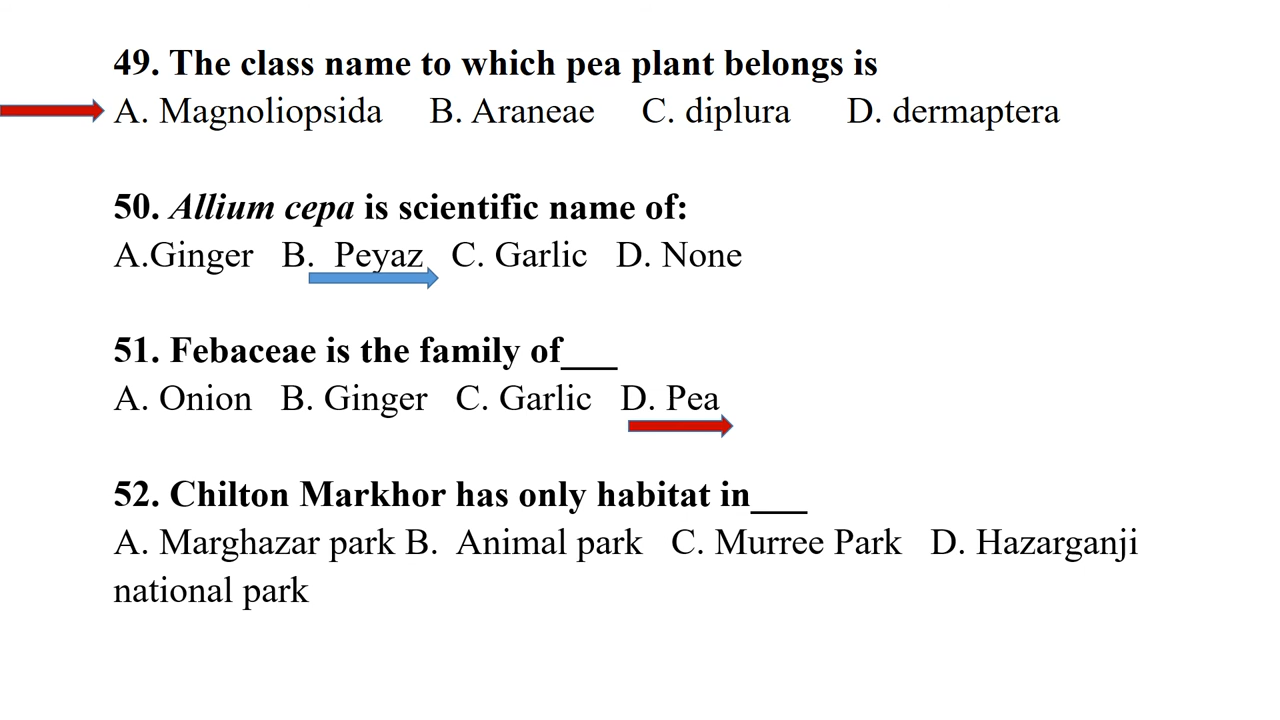 49. The class name to which pea plant belongs is
A. Magnoliopsida B. Araneae C. diplura D. dermaptera
50. Allium cepa is scientific name of:
A.Ginger B. Peyaz C. Garlic D. None
51. Febaceae is the family of___
A. Onion B. Ginger C. Garlic D. Pea
52. Chilton Markhor has only habitat in___
A. Marghazar park B. Animal park C. Murree Park D. Hazarganji
national park